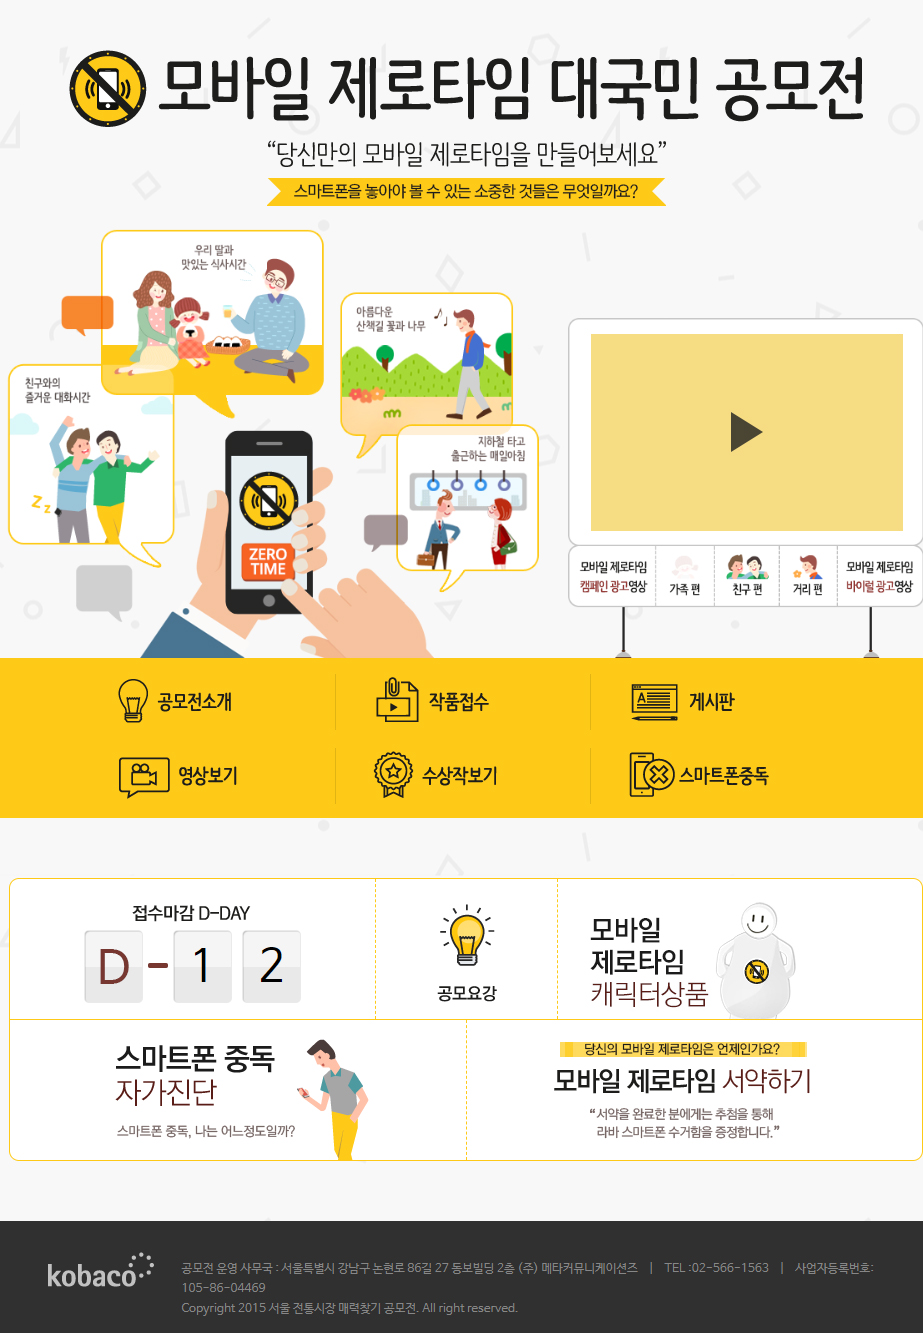 모바일 제로타임 대국민 공모전
“당신만의 모바일 제로타임을 만들어보세요”
스마트폰을 놓아야 볼 수 있는 소중한 것들은 무엇일까요?
우리 딸과
맛있는 식사시간
아름다운
산책길 꽃과 나무
친구와의
즐거운 대화시간
지하철 타고
출근하는 매일아침
zz
ZERO
TIME
모바일 제로타임
캠페인 광고영상
가족 편
친구 편
거리 편
모바일 제로타임
바이럴 광고영상
공모전소개
작품접수
A
게시판
영상보기
수상작보기
스마트폰중독
접수마감 D-DAY
D-12
공모요강
모바일
제로타임
캐릭터상품
스마트폰 중독
자가진단
스마트폰 중독, 나는 어느정도일까?
당신의 모바일 제로타임은 언제인가요?
모바일 제로타임 서약하기
“서약을 완료한 분에게는 추첨을 통해
라바 스마트폰 수거함을 증정합니다.”
kobaco
공모전 운영 사무국 : 서울특별시 강남구 논현로 86길 27 동보빌딩 2층 (주) 메타커뮤니케이션즈 | TEL :02-566-1563 | 사업자등록번호:
105-86-04469
Copyright 2015 서울 전통시장 매력찾기 공모전. All right reserved.